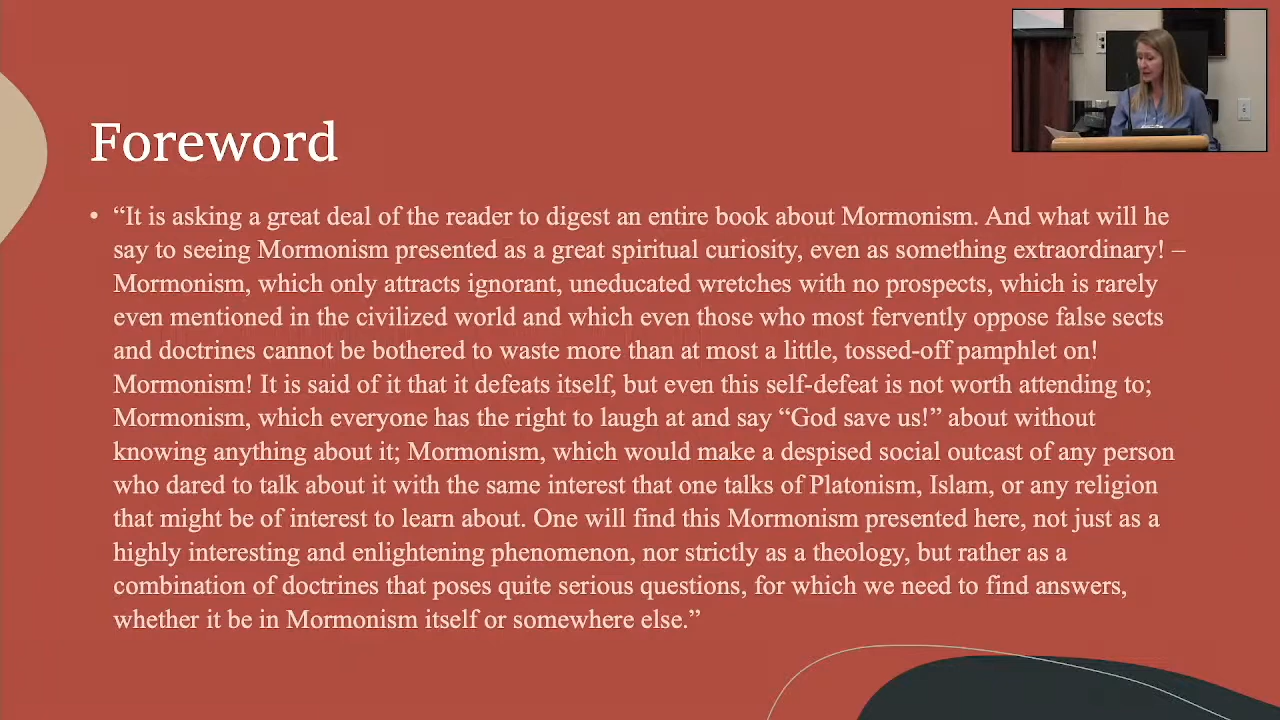 Foreword
• “It is asking a great deal of the reader to digest an entire book about Mormonism. And what will he
say to seeing Mormonism presented as a great spiritual curiosity, even as something extraordinary! –
Mormonism, which only attracts ignorant, uneducated wretches with no prospects, which is rarely
even mentioned in the civilized world and which even those who most fervently oppose false sects
and doctrines cannot be bothered to waste more than at most a little, tossed-off pamphlet on!
Mormonism! It is said of it that it defeats itself, but even this self-defeat is not worth attending to;
Mormonism, which everyone has the right to laugh at and say “God save us!” about without
knowing anything about it; Mormonism, which would make a despised social outcast of any person
who dared to talk about it with the same interest that one talks of Platonism, Islam, or any religion
that might be of interest to learn about. One will find this Mormonism presented here, not just as a
highly interesting and enlightening phenomenon, nor strictly as a theology, but rather as a
combination of doctrines that poses quite serious questions, for which we need to find answers,
whether it be in Mormonism itself or somewhere else.”